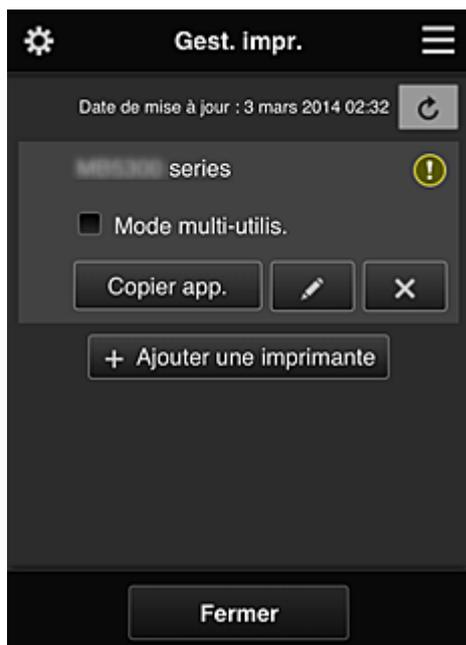 Gest. impr.
Date de mise à jour : 3 mars 2014 02:32
series
Mode multi-utilis.
Copier app.
+ Ajouter une imprimante
Fermer